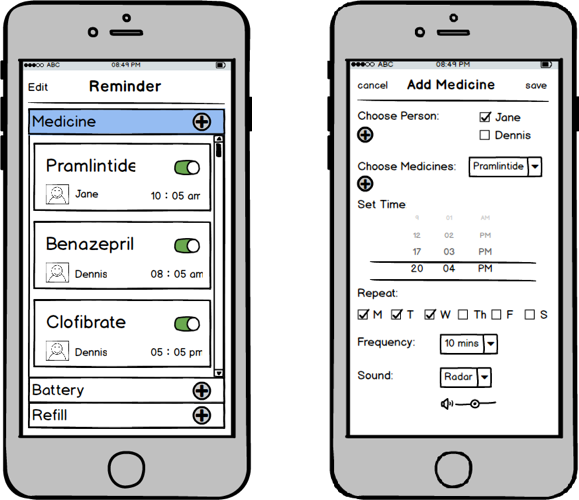 ABC 08:49 PM
Edit Reminder
Medicine
Pramlintide
Jane 10 : 05 am
Benazepril
Dennis 08 : 05 am
Clofibrate
Dennis 05 : 05 pm
Battery
Refill
ABC 08:49 PM
cancel Add Medicine save
Choose Person: Jane
Dennis
Choose Medicines: Pramlintide
Set Time
9 01 AM
12 02 PM
17 03 PM
20 04 PM
Repeat:
M T W Th F S
Frequency: 10 mins
Sound: Radar